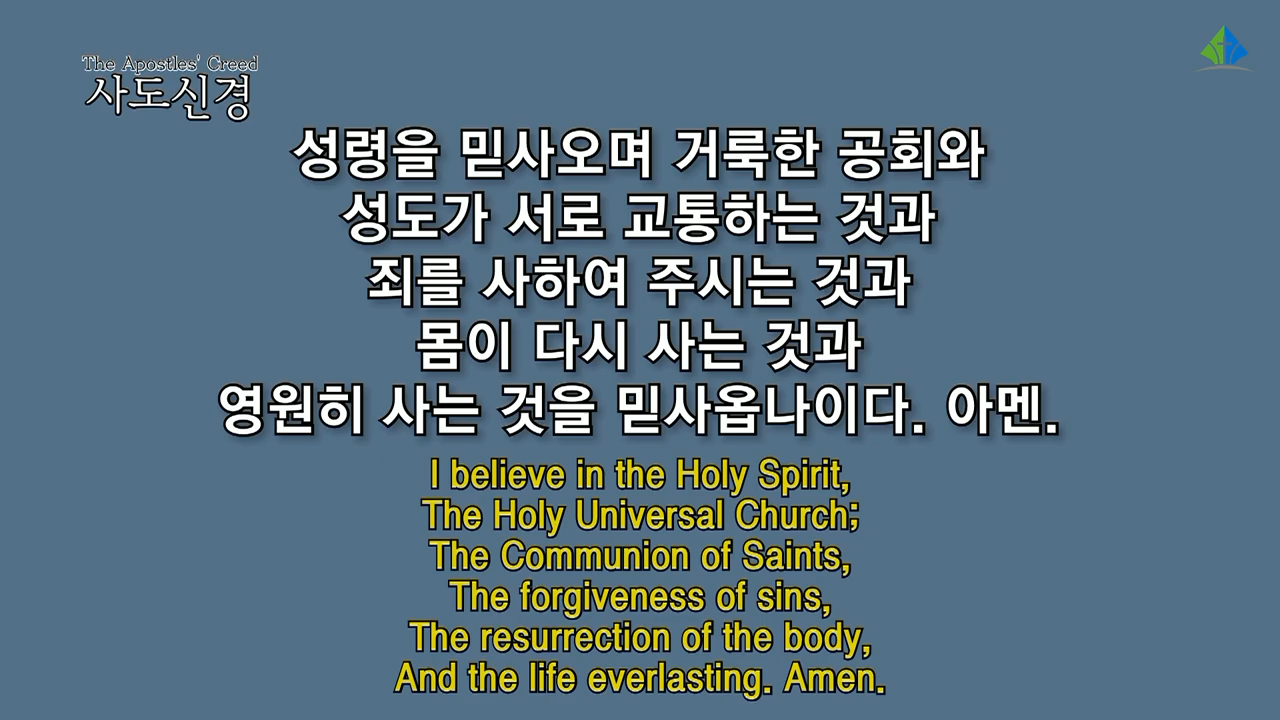 The Apostles' Creed
사도신경
성령을 믿사오며 거룩한 공회와
성도가 서로 교통하는 것과
죄를 사하여 주시는 것과
몸이 다시 사는 것과
영원히 사는 것을 믿사옵나이다. 아멘.
I believe in the Holy Spirit,
The Holy Universal Church;
The Communion of Saints,
The forgiveness of sins,
The resurrection of the body,
And the life everlasting. Amen.